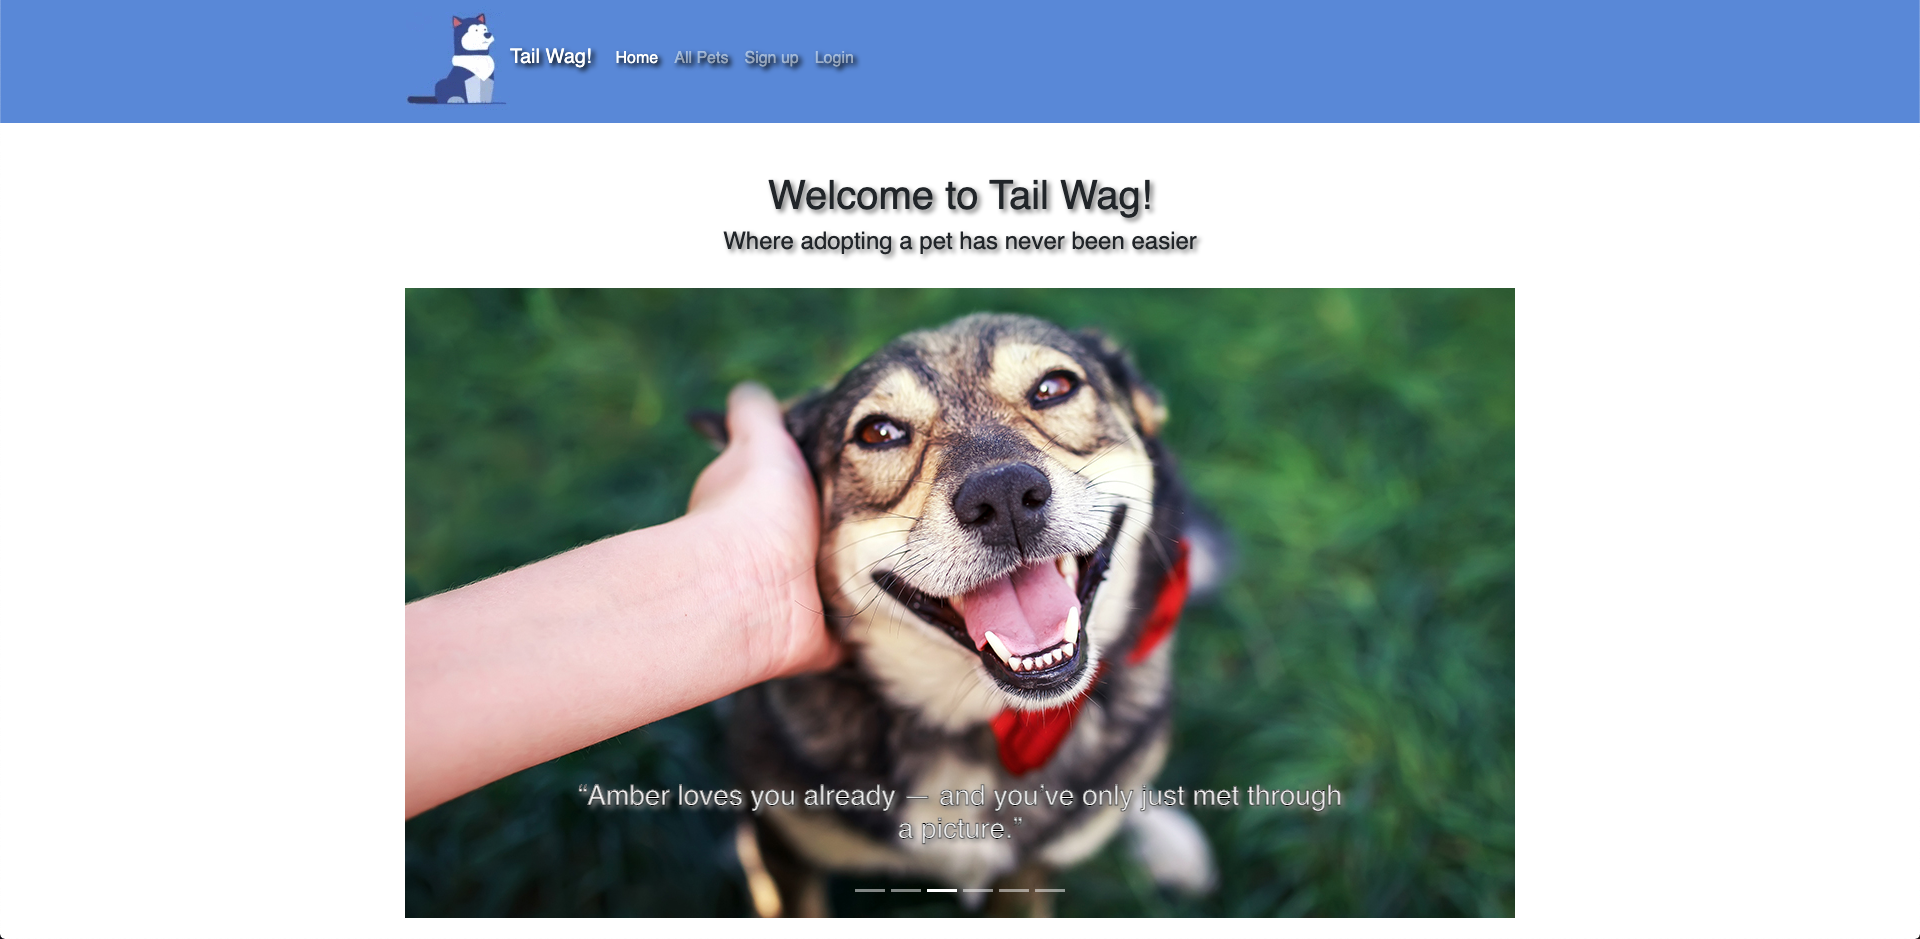 Tail Wag! Home All Pets Sign up Login
Welcome to Tail Wag!
Where adopting a pet has never been easier
“Amber loves you already — and you’ve only just met through
a picture.”